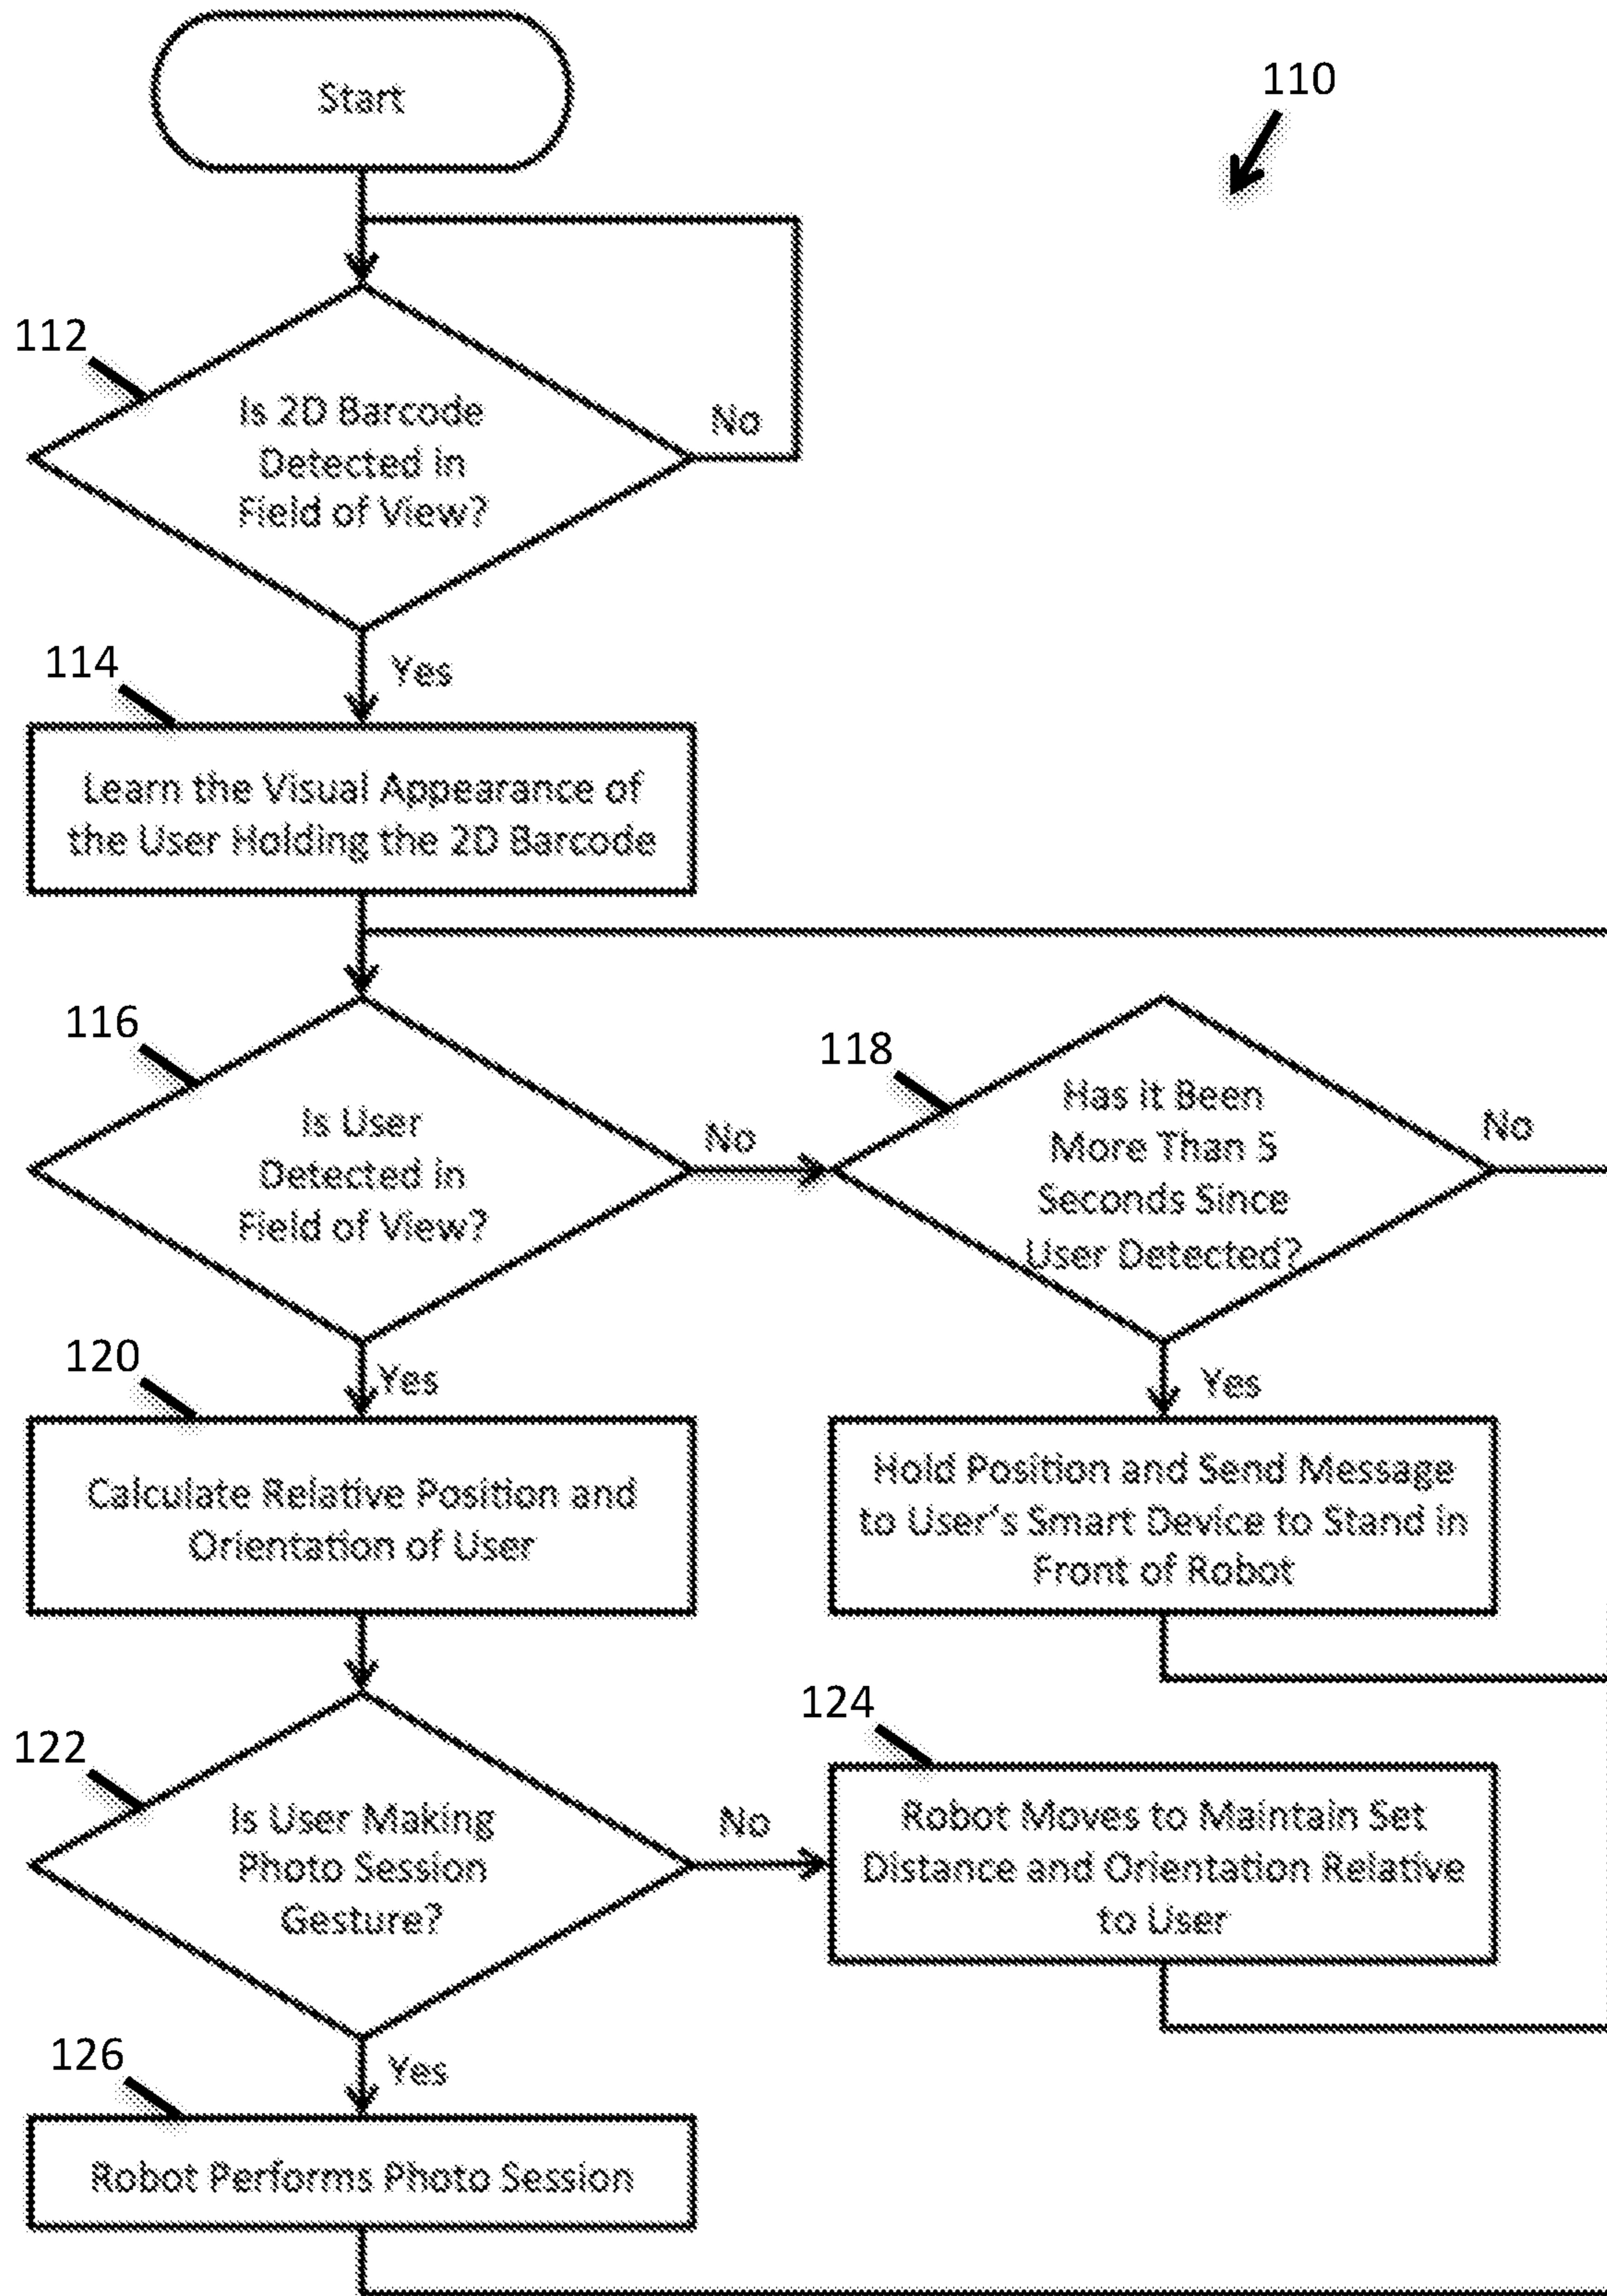 Start
110
112
Is 2D Barcode
Detected in
Field of View?
No
Yes
114
Learn the Visual Appearance of
the User Holding the 2D Barcode
116
Is User
Detected in
Field of View?
No
118
Has it Been
More Than 5
Seconds Since
User Detected?
No
Yes
Yes
120
Calculate Relative Position and
Orientation of User
Hold Position and Send Message
to User's Smart Device to Stand in
Front of Robot
122
Is User Making
Photo Session
Gesture?
No
124
Robot Moves to Maintain Set
Distance and Orientation Relative
to User
Yes
126
Robot Performs Photo Session